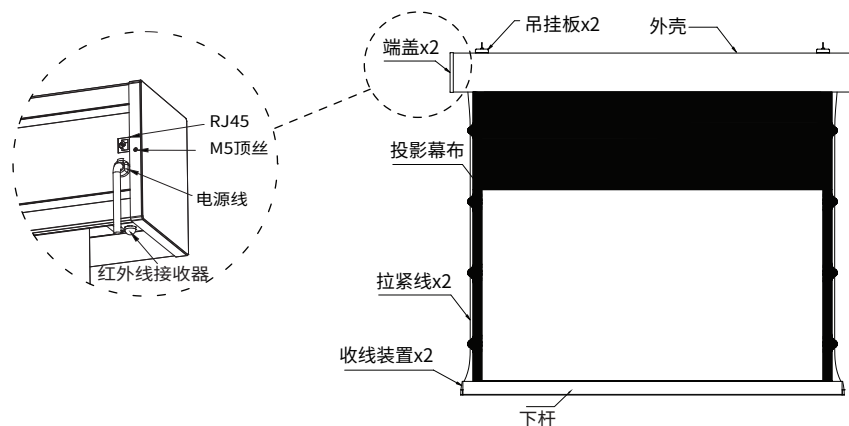 吊挂板x2
外壳
端盖x2
RJ45
M5顶丝
电源线
红外线接收器
投影幕布
拉紧线x2
收线装置x2
下杆